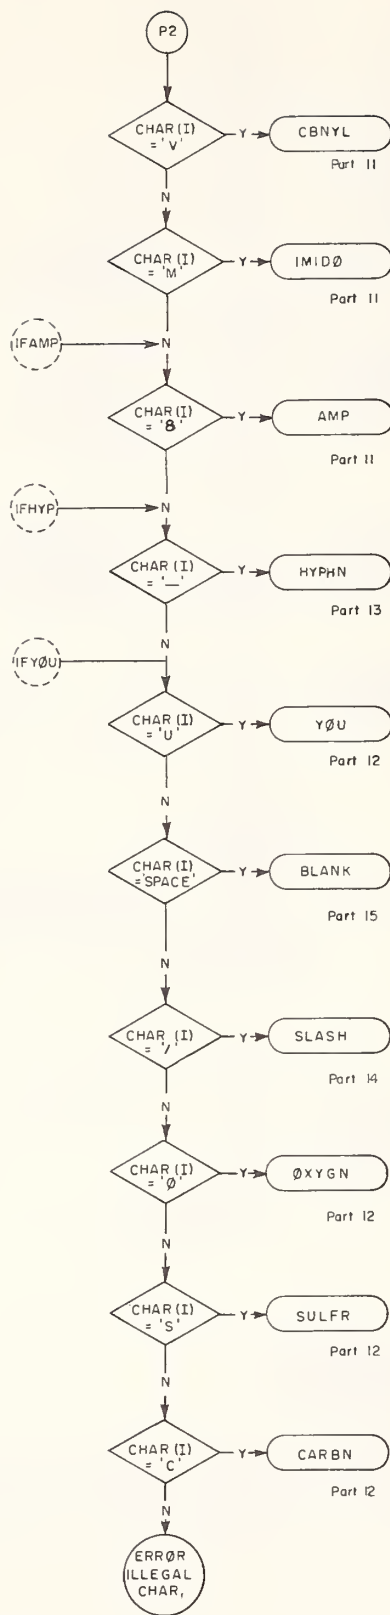 P2
CHAR(I)
='V'
Y
CBNYL
Part 11
N
CHAR(I)
='M'
Y
IMIDØ
Part 11
IFAMP
N
CHAR(I)
='8'
Y
AMP
Part 11
IFHYP
N
CHAR(I)
='—'
Y
HYPHN
Part 13
N
IFYØU
CHAR(I)
='U'
Y
YØU
Part 12
N
CHAR(I)
='SPACE'
Y
BLANK
Part 15
N
CHAR(I)
='/'
Y
SLASH
Part 14
N
CHAR(I)
='Ø'
Y
ØXYGN
Part 12
N
CHAR(I)
='S'
Y
SULFR
Part 12
N
CHAR(I)
='C'
Y
CARBN
Part 12
N
ERRØR
ILLEGAL
CHAR,